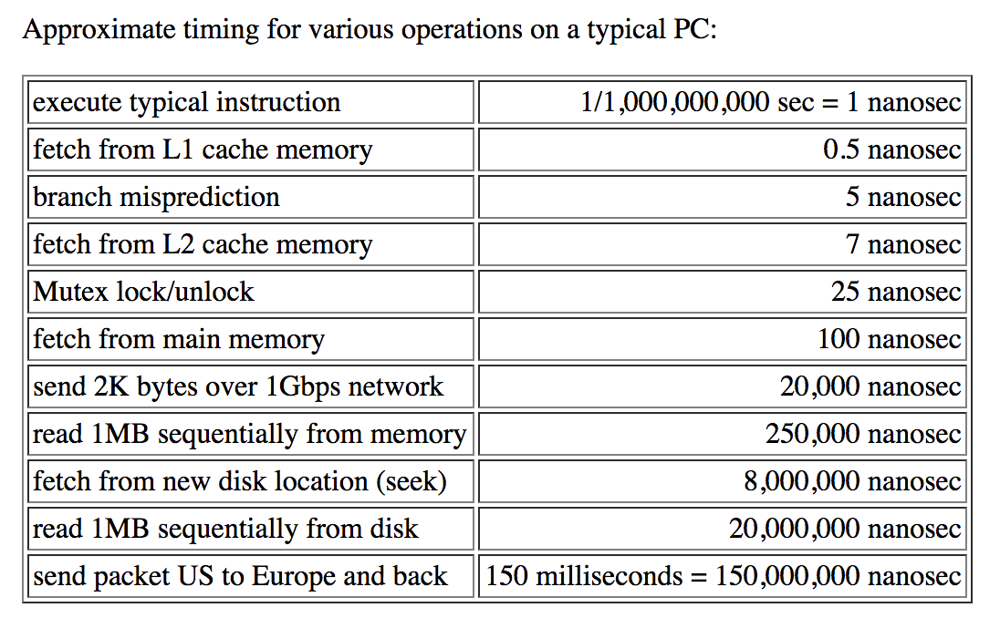 Approximate timing for various operations on a typical PC:
execute typical instruction 1/1,000,000,000 sec = 1 nanosec
fetch from L1 cache memory 0.5 nanosec
branch misprediction 5 nanosec
fetch from L2 cache memory 7 nanosec
Mutex lock/unlock 25 nanosec
fetch from main memory 100 nanosec
send 2K bytes over 1Gbps network 20,000 nanosec
read 1MB sequentially from memory 250,000 nanosec
fetch from new disk location (seek) 8,000,000 nanosec
read 1MB sequentially from disk 20,000,000 nanosec
send packet US to Europe and back 150 milliseconds = 150,000,000 nanosec